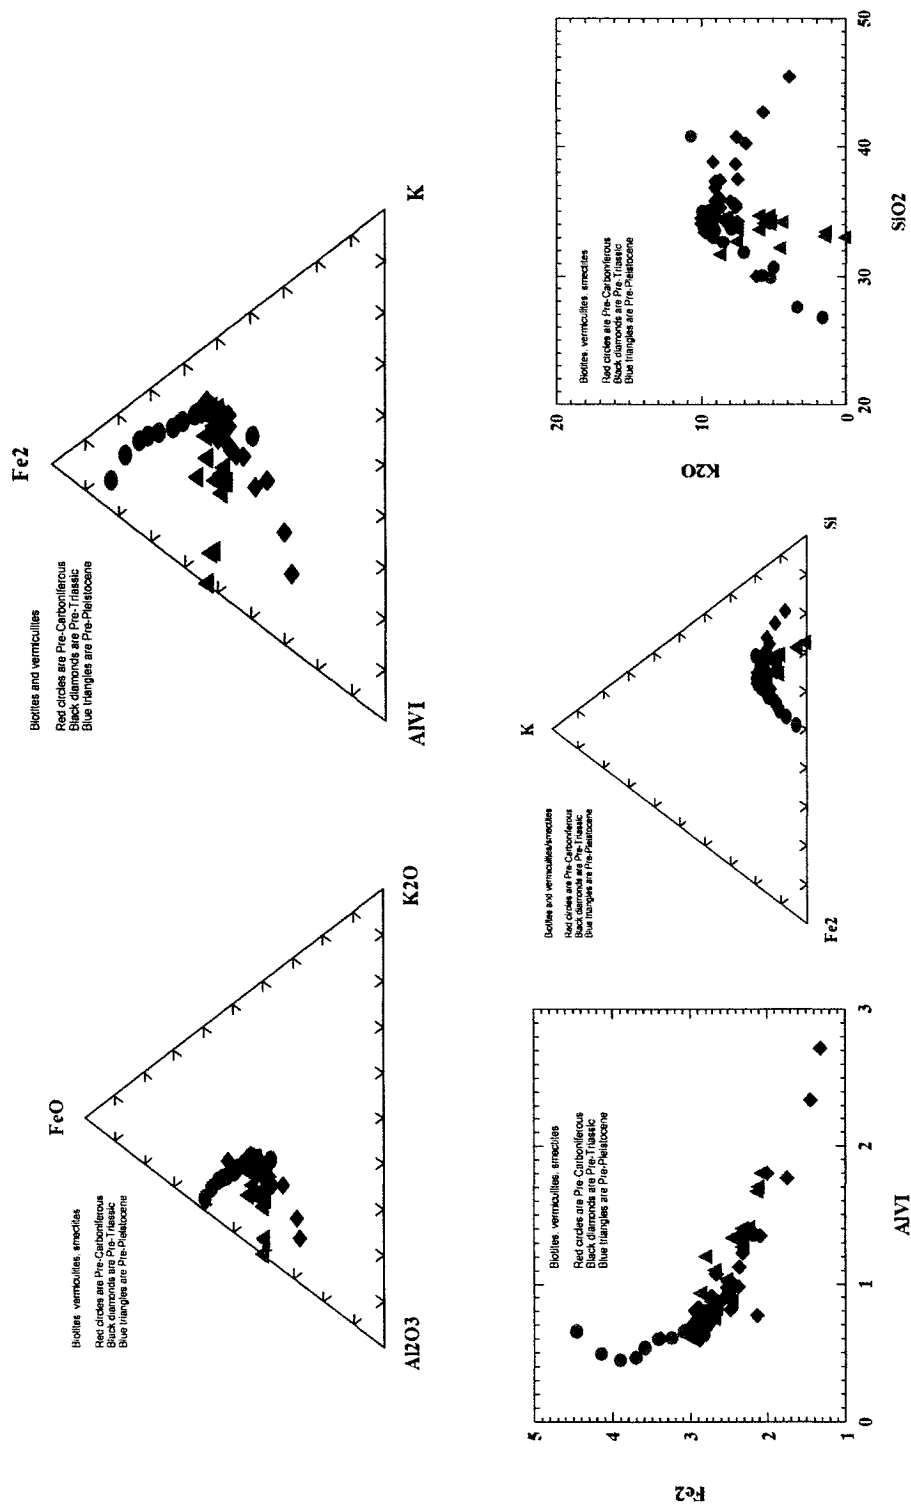 FeO
Biotites vermiculites, smectites
Red circles are Pre-Carboniferous
Black diamonds are Pre-Triassic
Blue triangles are Pre-Pleistocene
Al2O3
K2O
Fe2
Biotites and vermiculites
Red circles are Pre-Carboniferous
Black diamonds are Pre-Triassic
Blue triangles are Pre-Pleistocene
AlVI
K
5
4
3
2
1
Fe2
Biotites, vermiculites, smectites
Red circles are Pre-Carboniferous
Black diamonds are Pre-Triassic
Blue triangles are Pre-Pleistocene
0
1
2
3
AlVI
K
Biotites and vermiculites/smectites
Red circles are Pre-Carboniferous
Black diamonds are Pre-Triassic
Blue triangles are Pre-Pleistocene
Fe2
Si
20
10
0
K2O
Biotites, vermiculites, smectites
Red circles are Pre-Carboniferous
Black diamonds are Pre-Triassic
Blue triangles are Pre-Pleistocene
20
30
40
50
SiO2